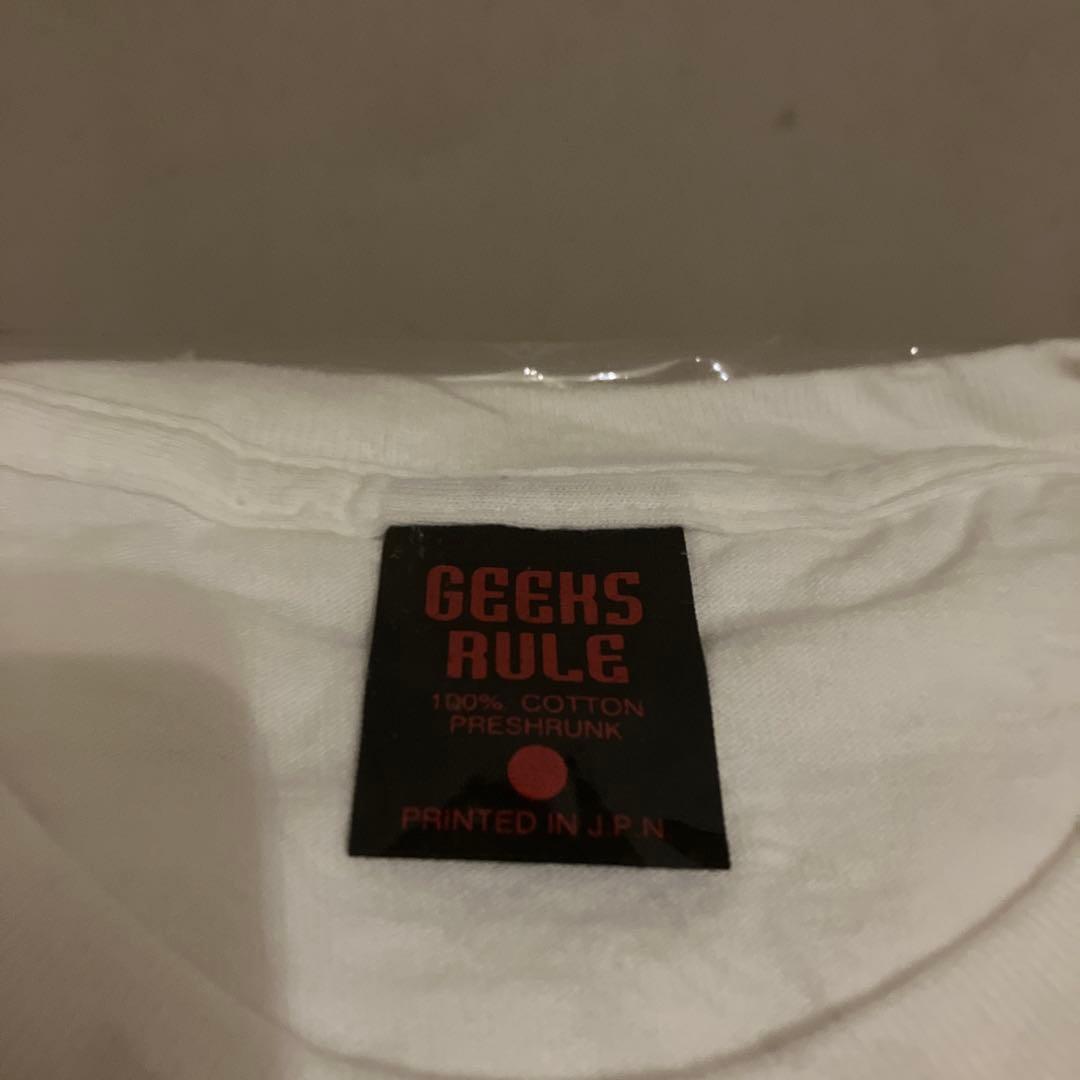 GEEKS
RULE
100% COTTON
PRESHRUNK
PRINTED IN J.P.N